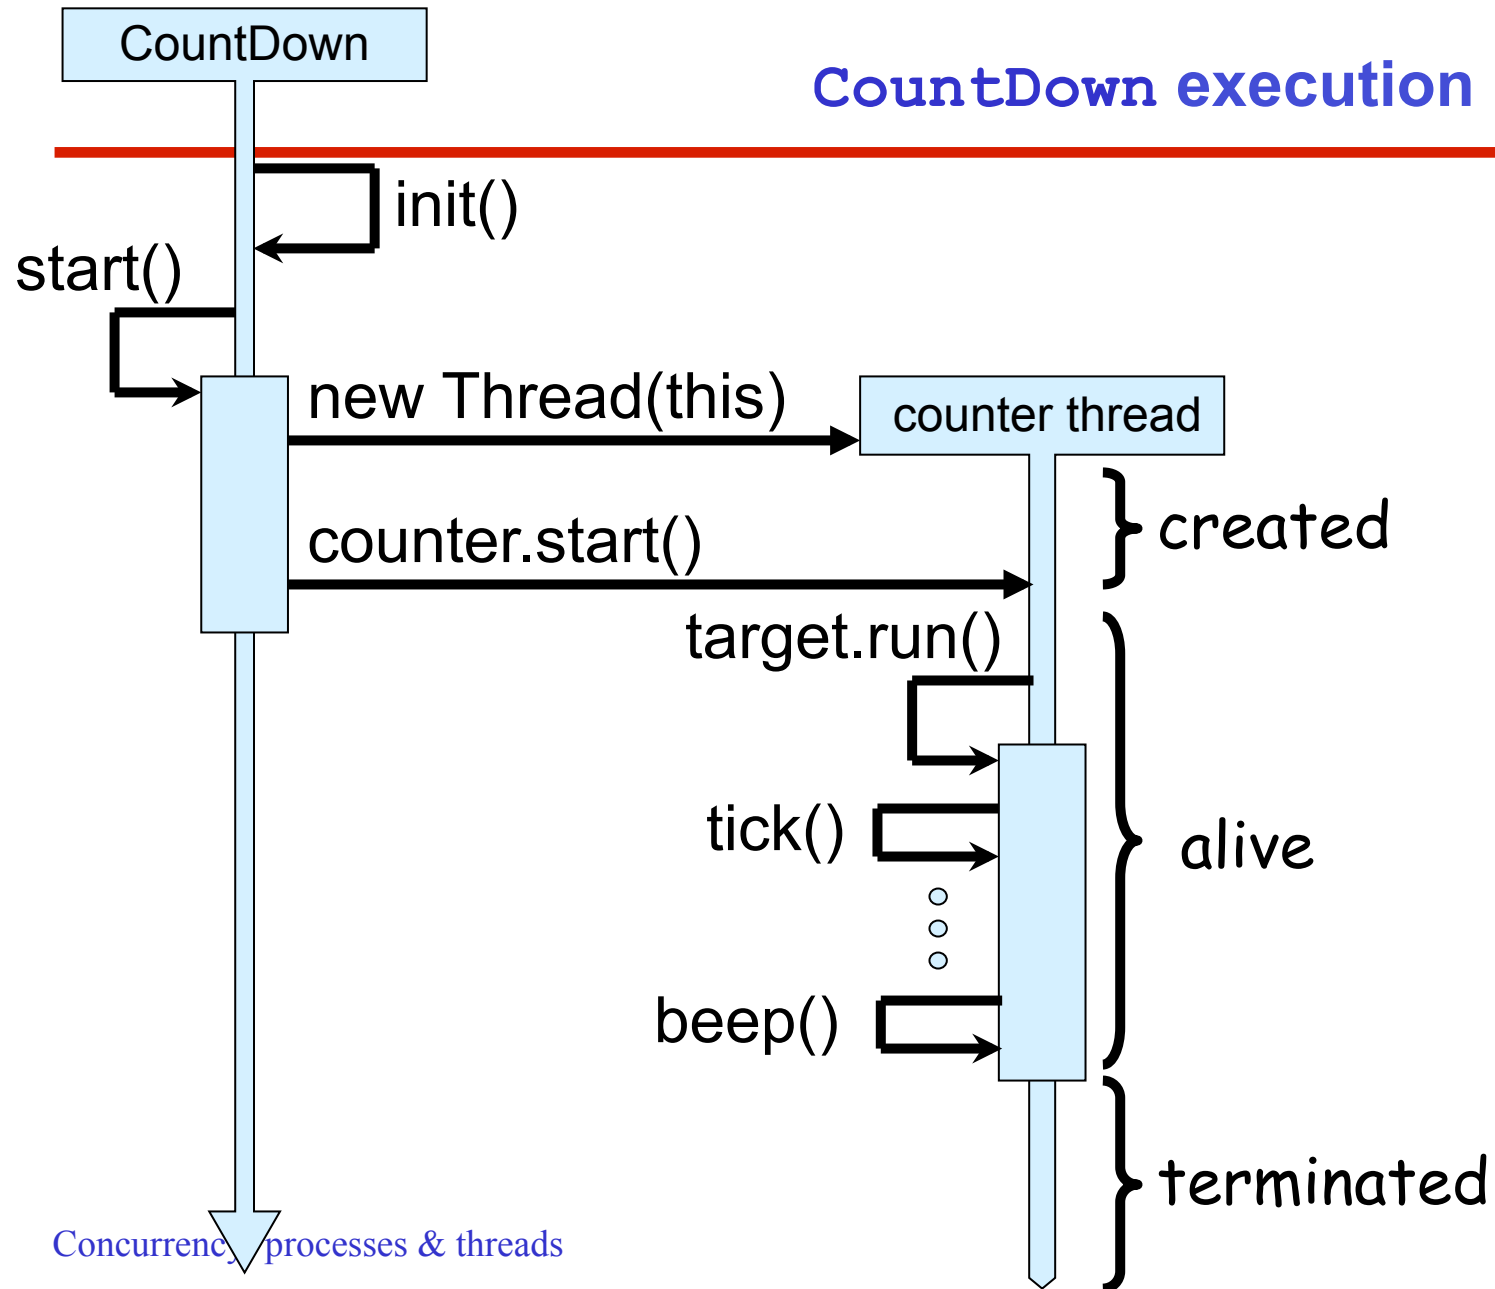 CountDown
CountDown execution
init()
start()
new Thread(this)
counter thread
created
counter.start()
target.run()
tick()
alive
beep()
terminated
Concurrency processes & threads